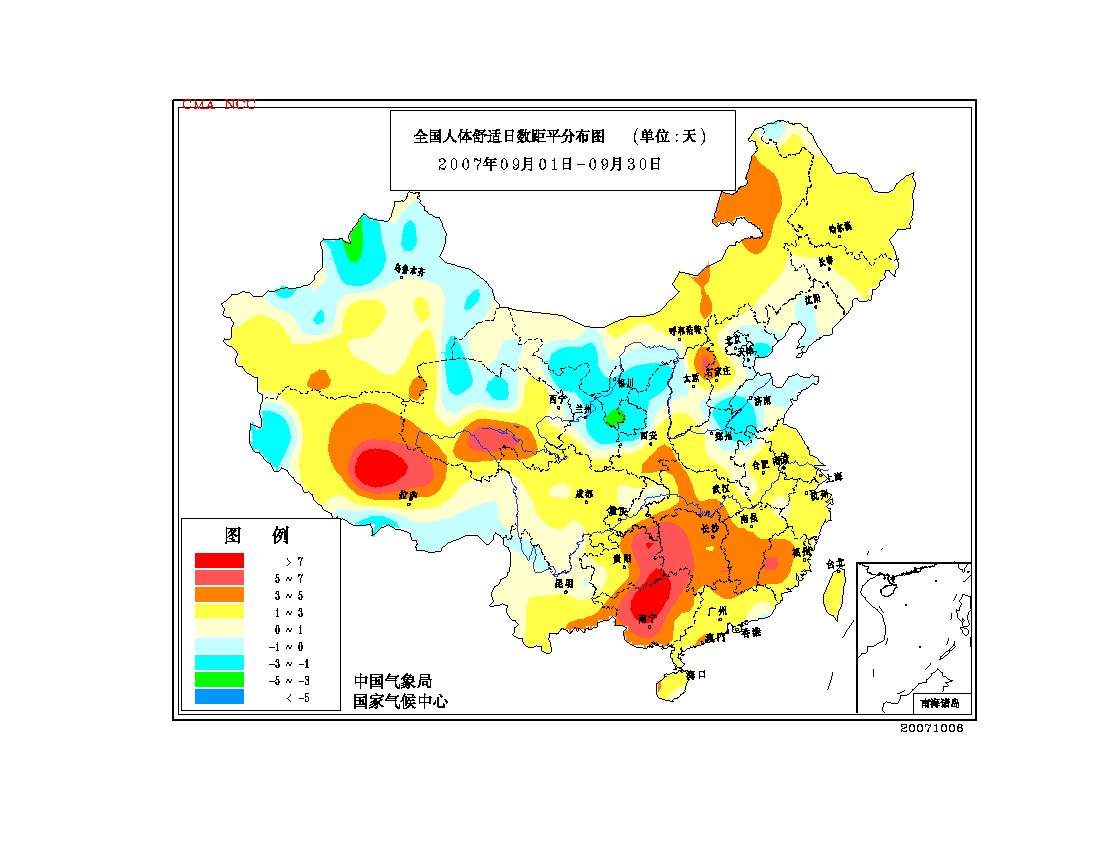 CMA NCC
全国人体舒适日数距平分布图 (单位:天)
2007年09月01日-09月30日
哈尔滨
长春
乌鲁木齐
沈阳
呼和浩特
北京
天津
银川
太原
石家庄
西宁
兰州
济南
西安
郑州
合肥
南京
上海
成都
拉萨
武汉
杭州
重庆
南昌
长沙
贵阳
福州
台北
昆明
南宁
广州
澳门
香港
海口
图 例
> 7
5 ~ 7
3 ~ 5
1 ~ 3
0 ~ 1
-1 ~ 0
-3 ~ -1
-5 ~ -3
< -5
中国气象局
国家气候中心
南海诸岛
20071006